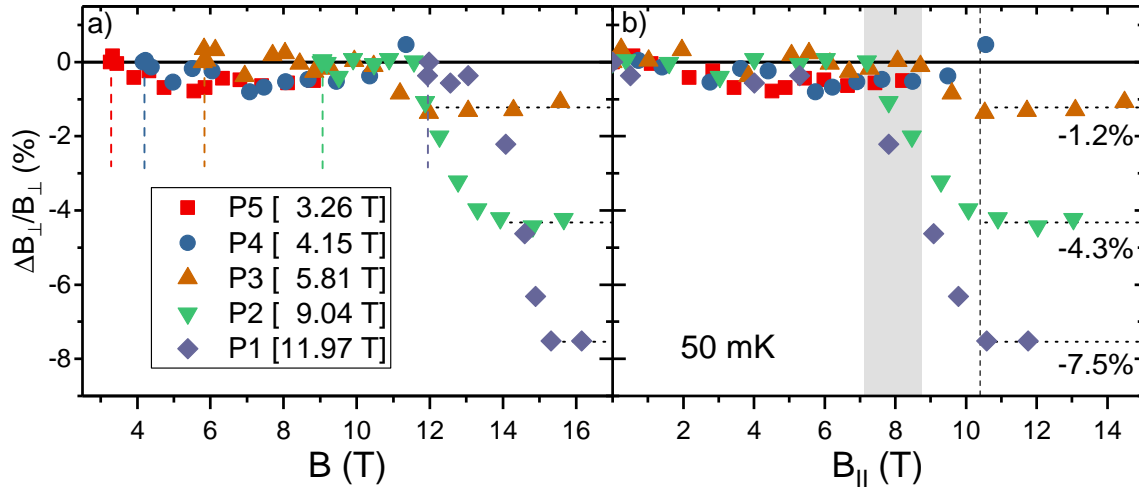 a)
b)
ΔB⊥/B⊥ (%)
0
-2
-4
-6
-8
P5 [ 3.26 T]
P4 [ 4.15 T]
P3 [ 5.81 T]
P2 [ 9.04 T]
P1 [11.97 T]
50 mK
-1.2%
-4.3%
-7.5%
4 6 8 10 12 14 16
2 4 6 8 10 12 14
B (T)
B|| (T)